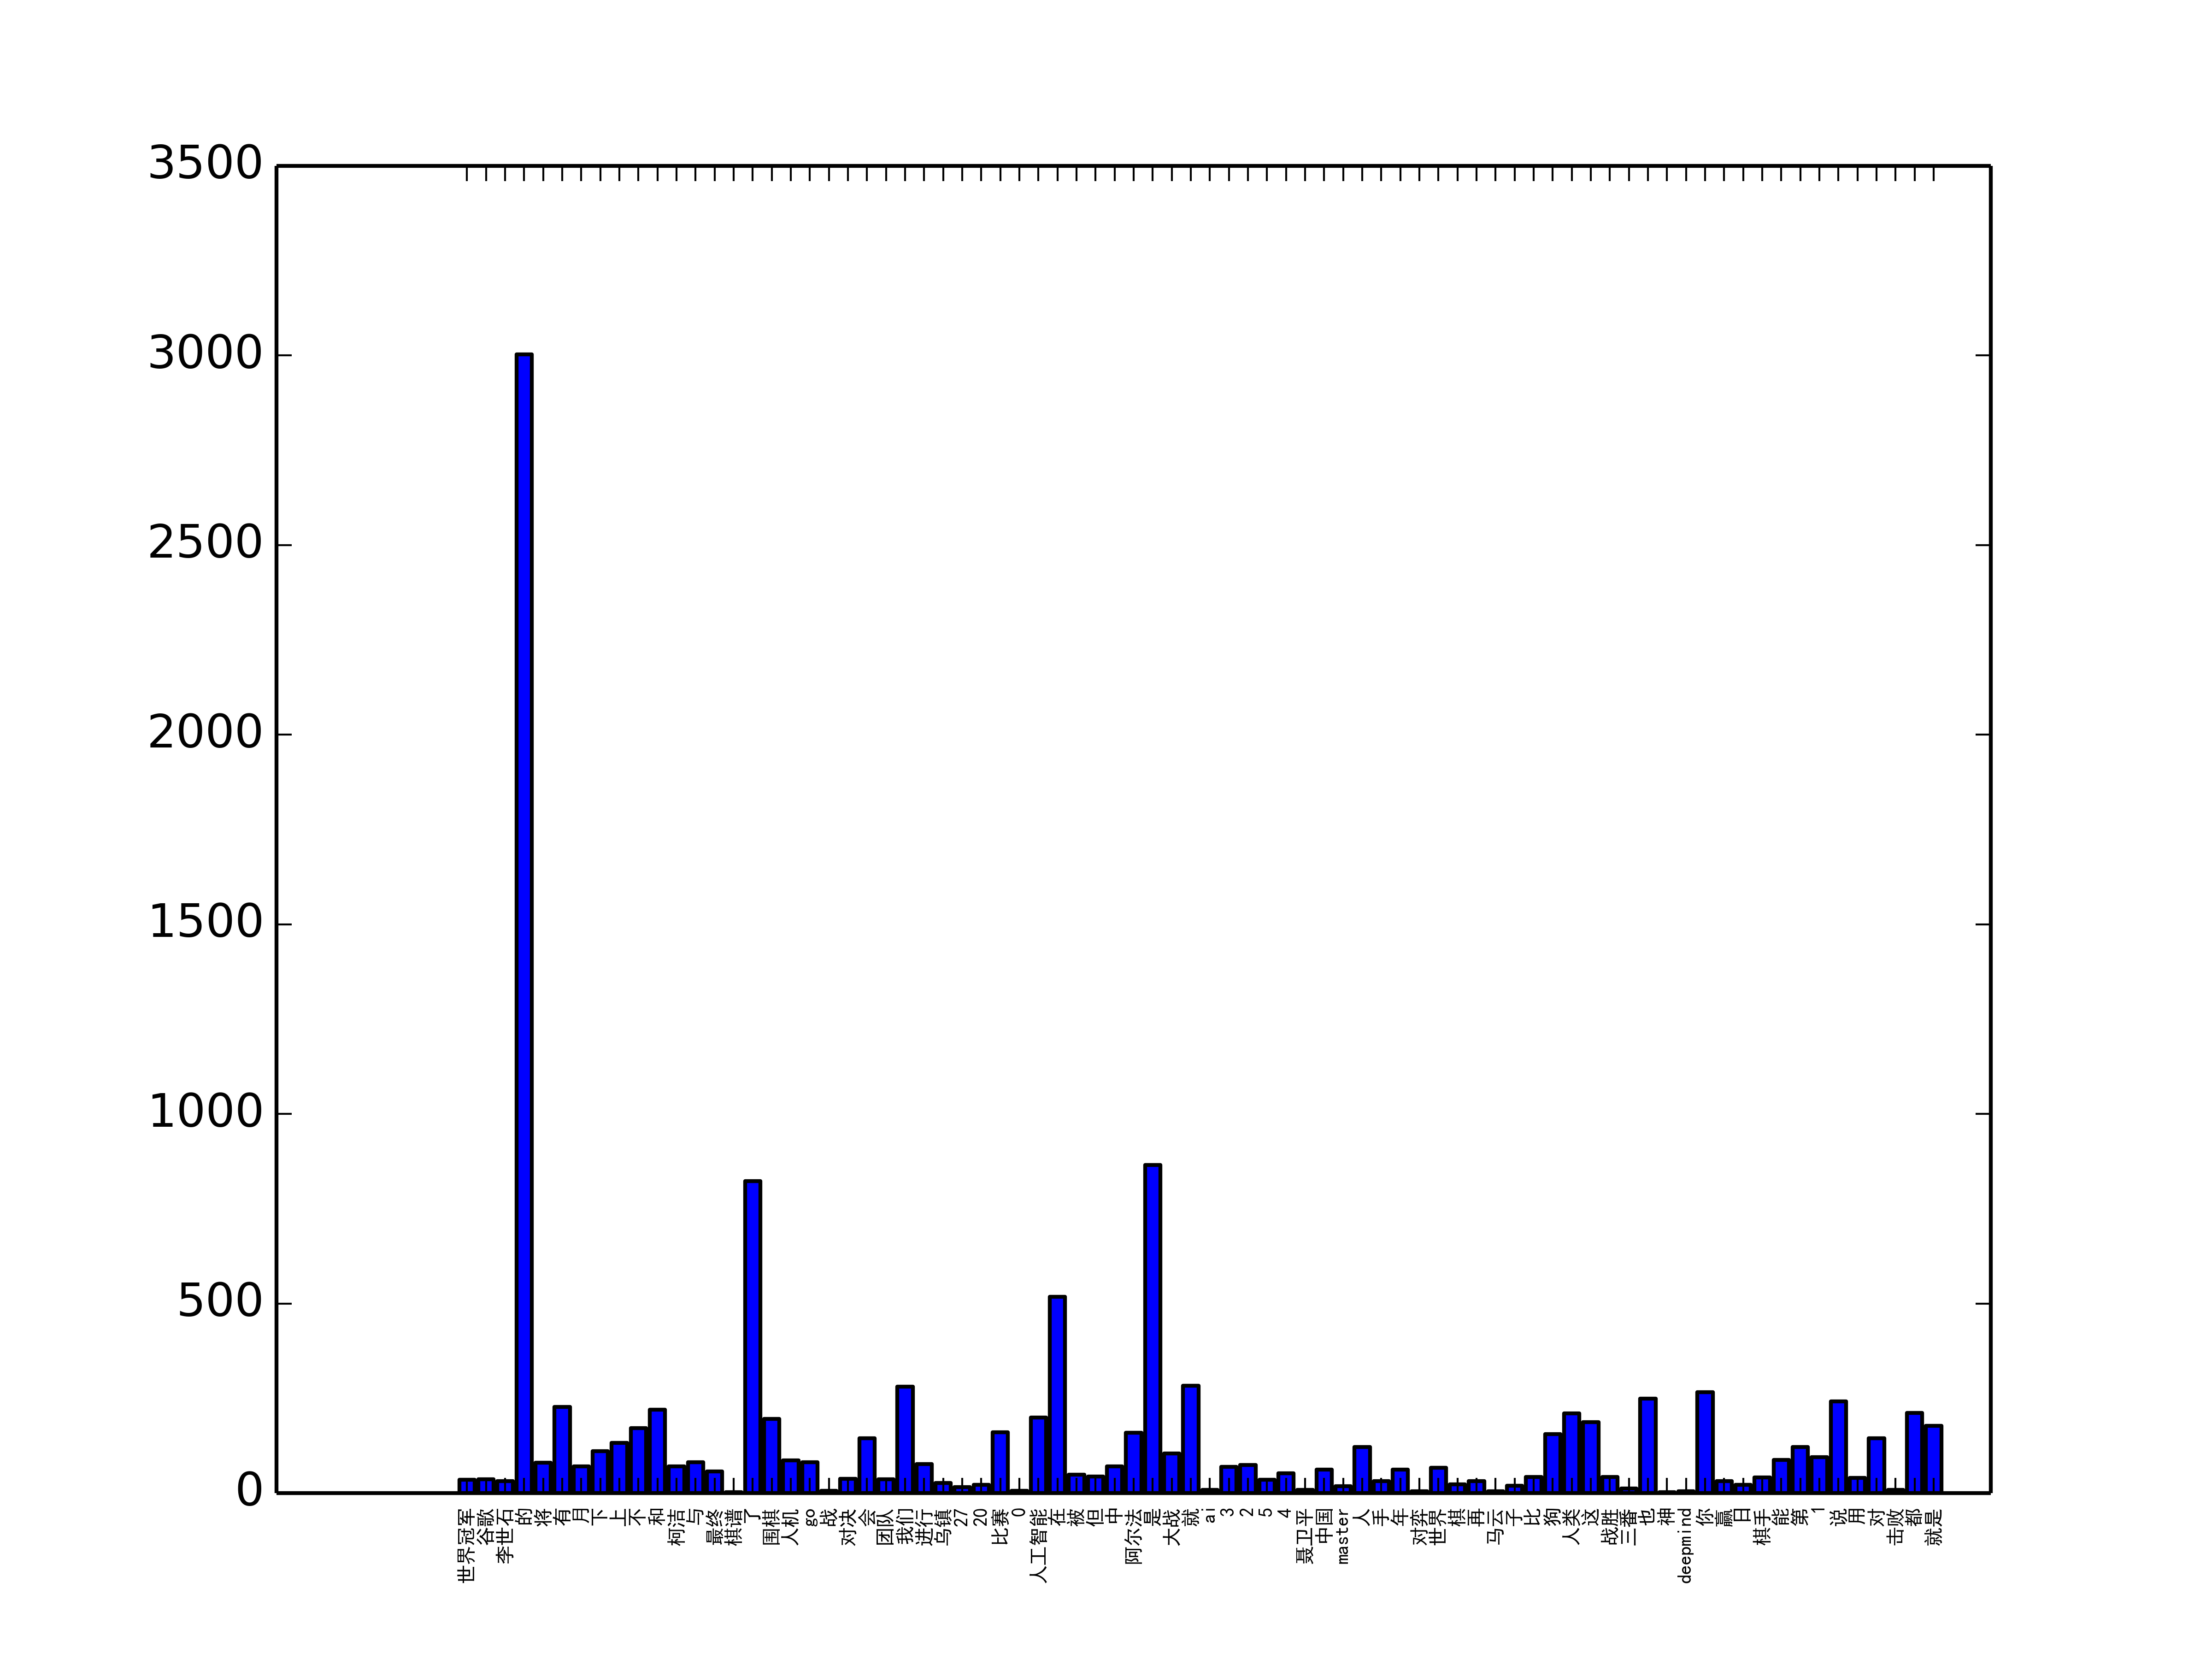 3500
3000
2500
2000
1500
1000
500
0
世界冠军
谷歌
李世石
的
将
有
月
下
上
不
和
柯洁
与
最终
棋谱
了
围棋
人机
go
战
对决
会
团队
我们
进行
乌镇
27
20
比赛
0
人工智能
在
被
但
中
阿尔法
是
大战
就
ai
3
2
5
4
聂卫平
中国
master
人
手
年
对弈
世界
棋
再
马云
子
比
狗
人类
这
战胜
三番
也
神
deepmind
你
赢
日
棋手
能
第
1
说
用
对
击败
都
就是